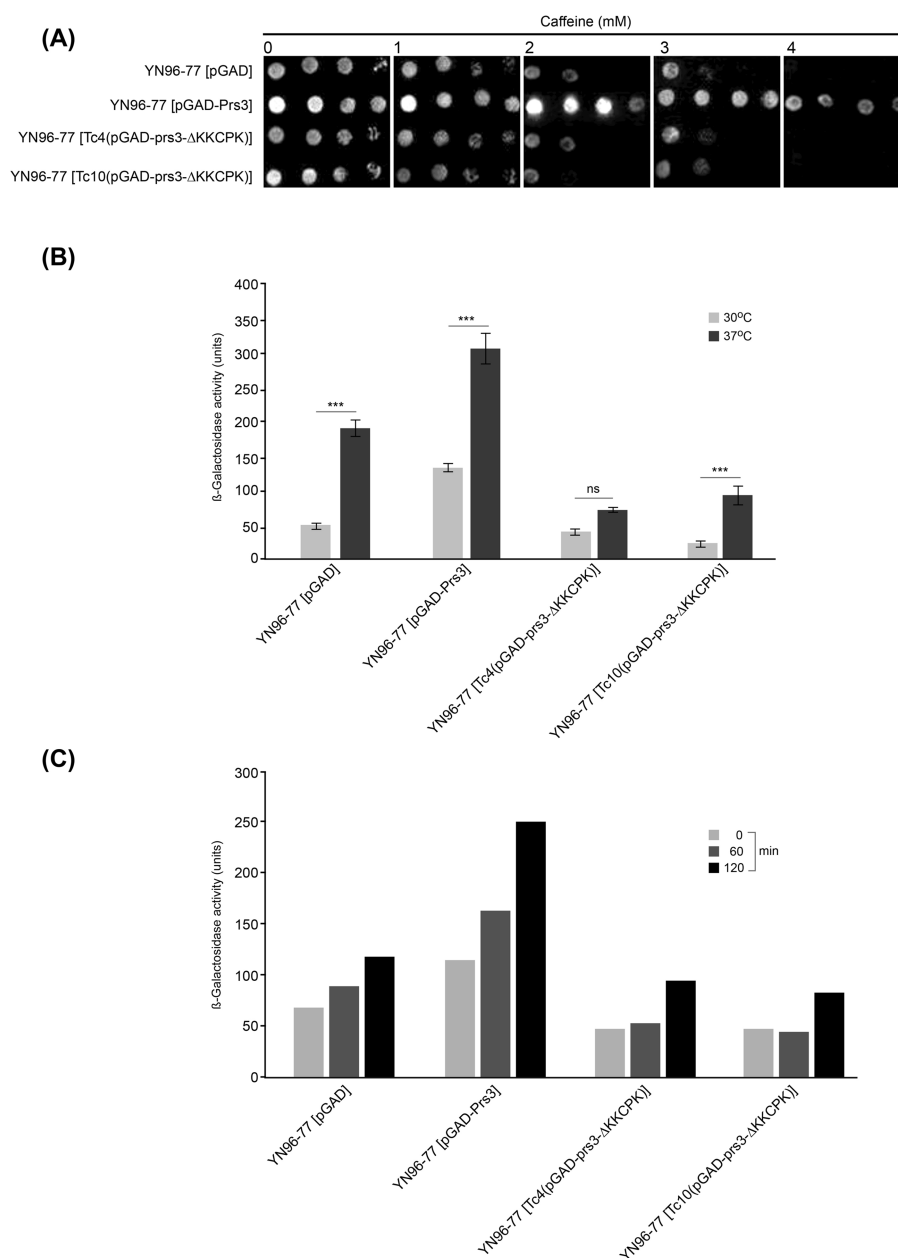 (A)
Caffeine (mM)
0 1 2 3 4
YN96-77 [pGAD]
YN96-77 [pGAD-Prs3]
YN96-77 [Tc4(pGAD-prs3-ΔKKCPK)]
YN96-77 [Tc10(pGAD-prs3-ΔKKCPK)]
(B)
ß-Galactosidase activity (units)
400
350
300
250
200
150
100
50
0
30ºC
37ºC
***
***
ns
***
YN96-77 [pGAD]
YN96-77 [pGAD-Prs3]
YN96-77 [Tc4(pGAD-prs3-ΔKKCPK)]
YN96-77 [Tc10(pGAD-prs3-ΔKKCPK)]
(C)
ß-Galactosidase activity (units)
300
250
200
150
100
50
0
0
60 min
120
YN96-77 [pGAD]
YN96-77 [pGAD-Prs3]
YN96-77 [Tc4(pGAD-prs3-ΔKKCPK)]
YN96-77 [Tc10(pGAD-prs3-ΔKKCPK)]